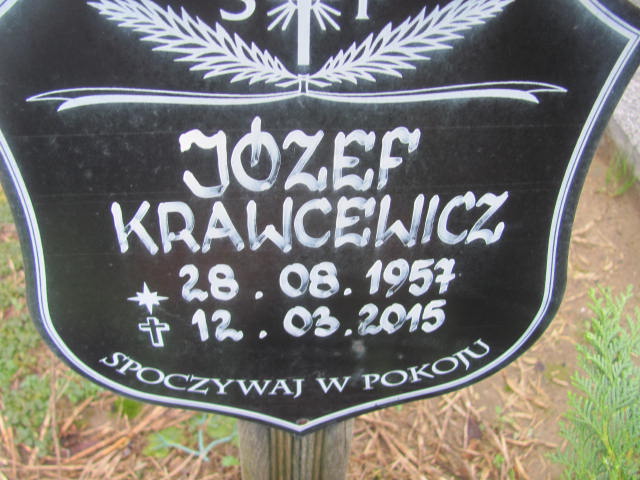 Ś P
JÓZEF
KRAWCEWICZ
28.08.1957
12.03.2015
SPOCZYWAJ W POKOJU